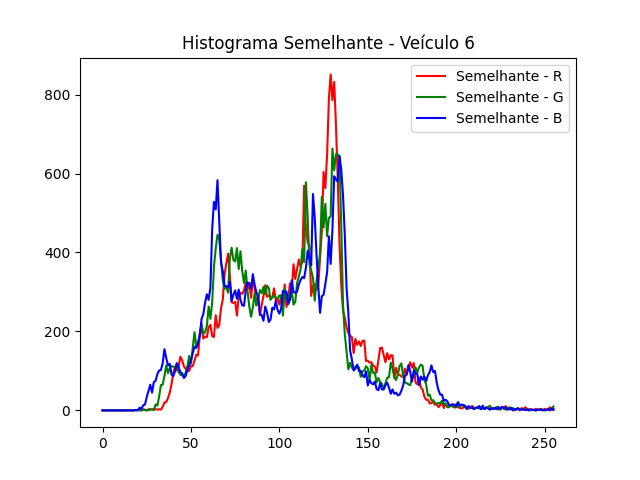 Histograma Semelhante - Veículo 6
Semelhante - R
Semelhante - G
Semelhante - B
800
600
400
200
0
0 50 100 150 200 250